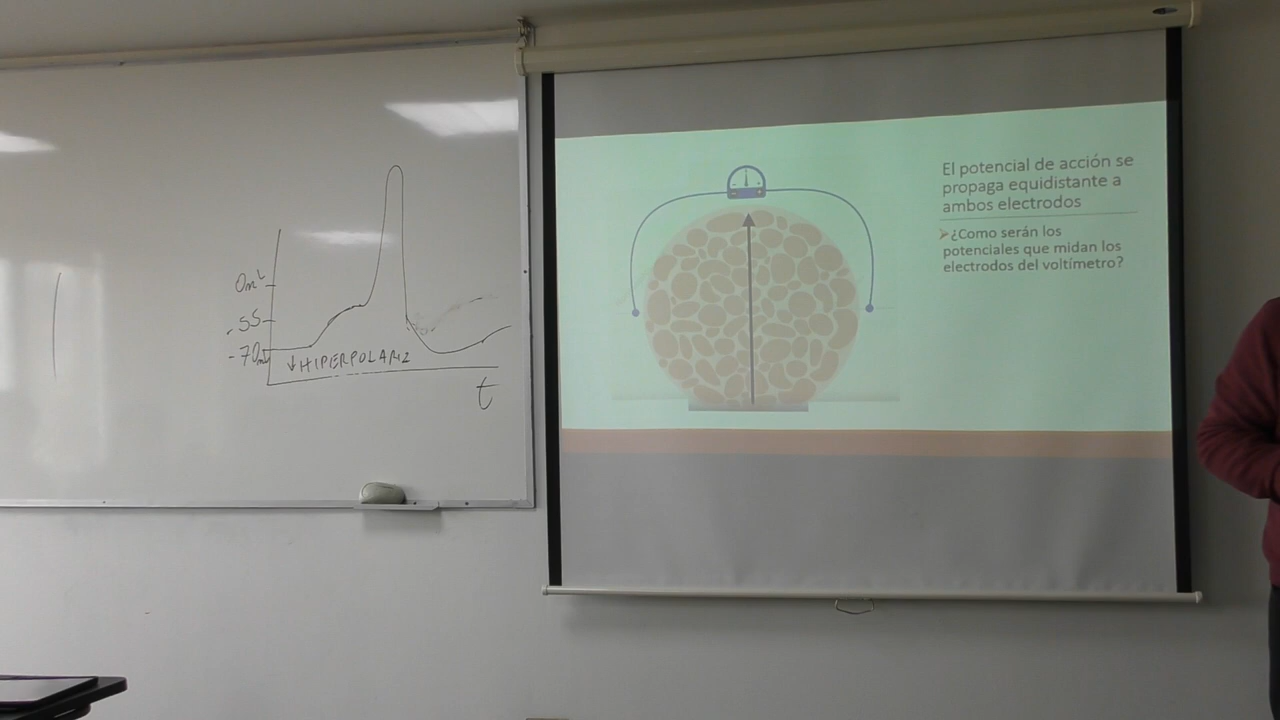 0mV
-55
-70mV
↓HIPERPOLARIZ
t
El potencial de acción se
propaga equidistante a
ambos electrodos
¿Como serán los
potenciales que midan los
electrodos del voltímetro?